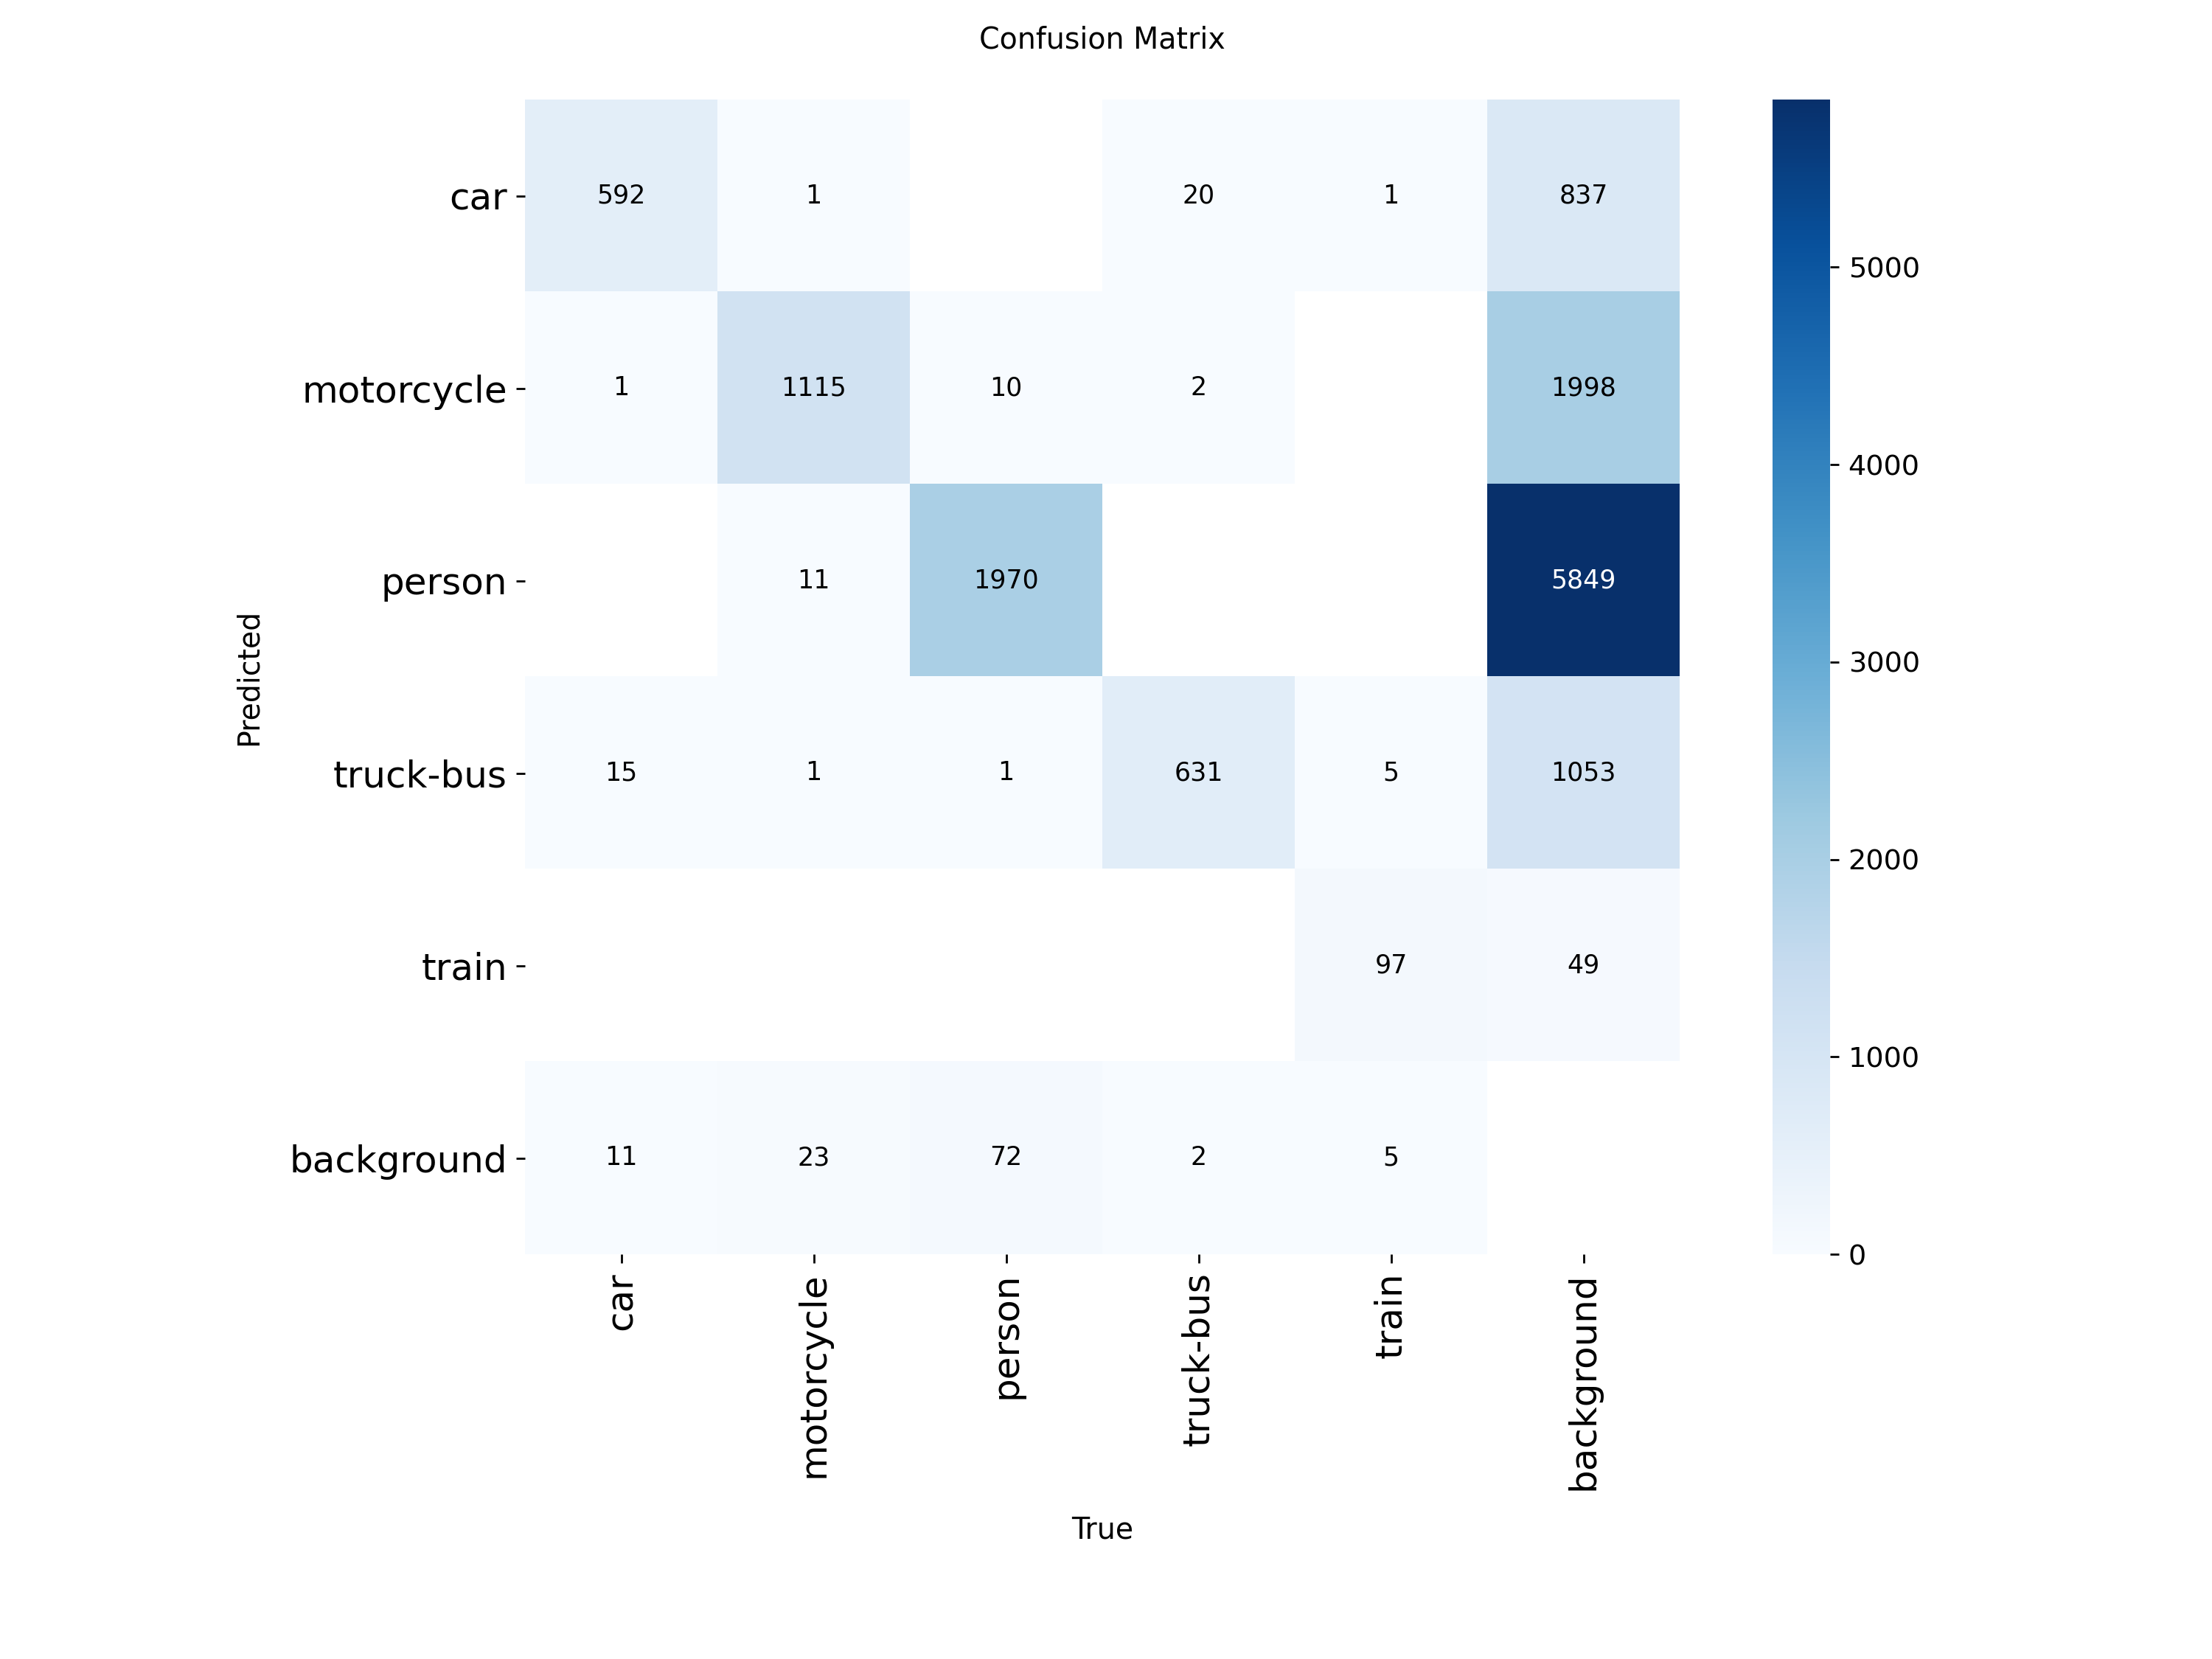 Confusion Matrix
car 592 1 20 1 837
motorcycle 1 1115 10 2 1998
person 11 1970 5849
truck-bus 15 1 1 631 5 1053
train 97 49
background 11 23 72 2 5
car motorcycle person truck-bus train background
True
Predicted
5000
4000
3000
2000
1000
0